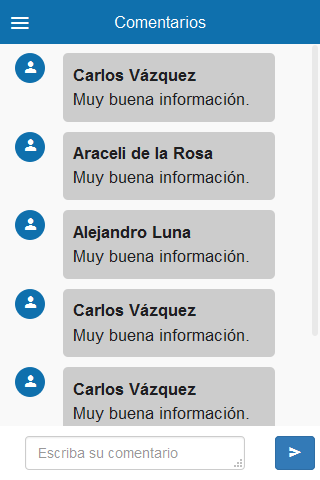 Comentarios
Carlos Vázquez
Muy buena información.
Araceli de la Rosa
Muy buena información.
Alejandro Luna
Muy buena información.
Carlos Vázquez
Muy buena información.
Carlos Vázquez
Muy buena información.
Escriba su comentario